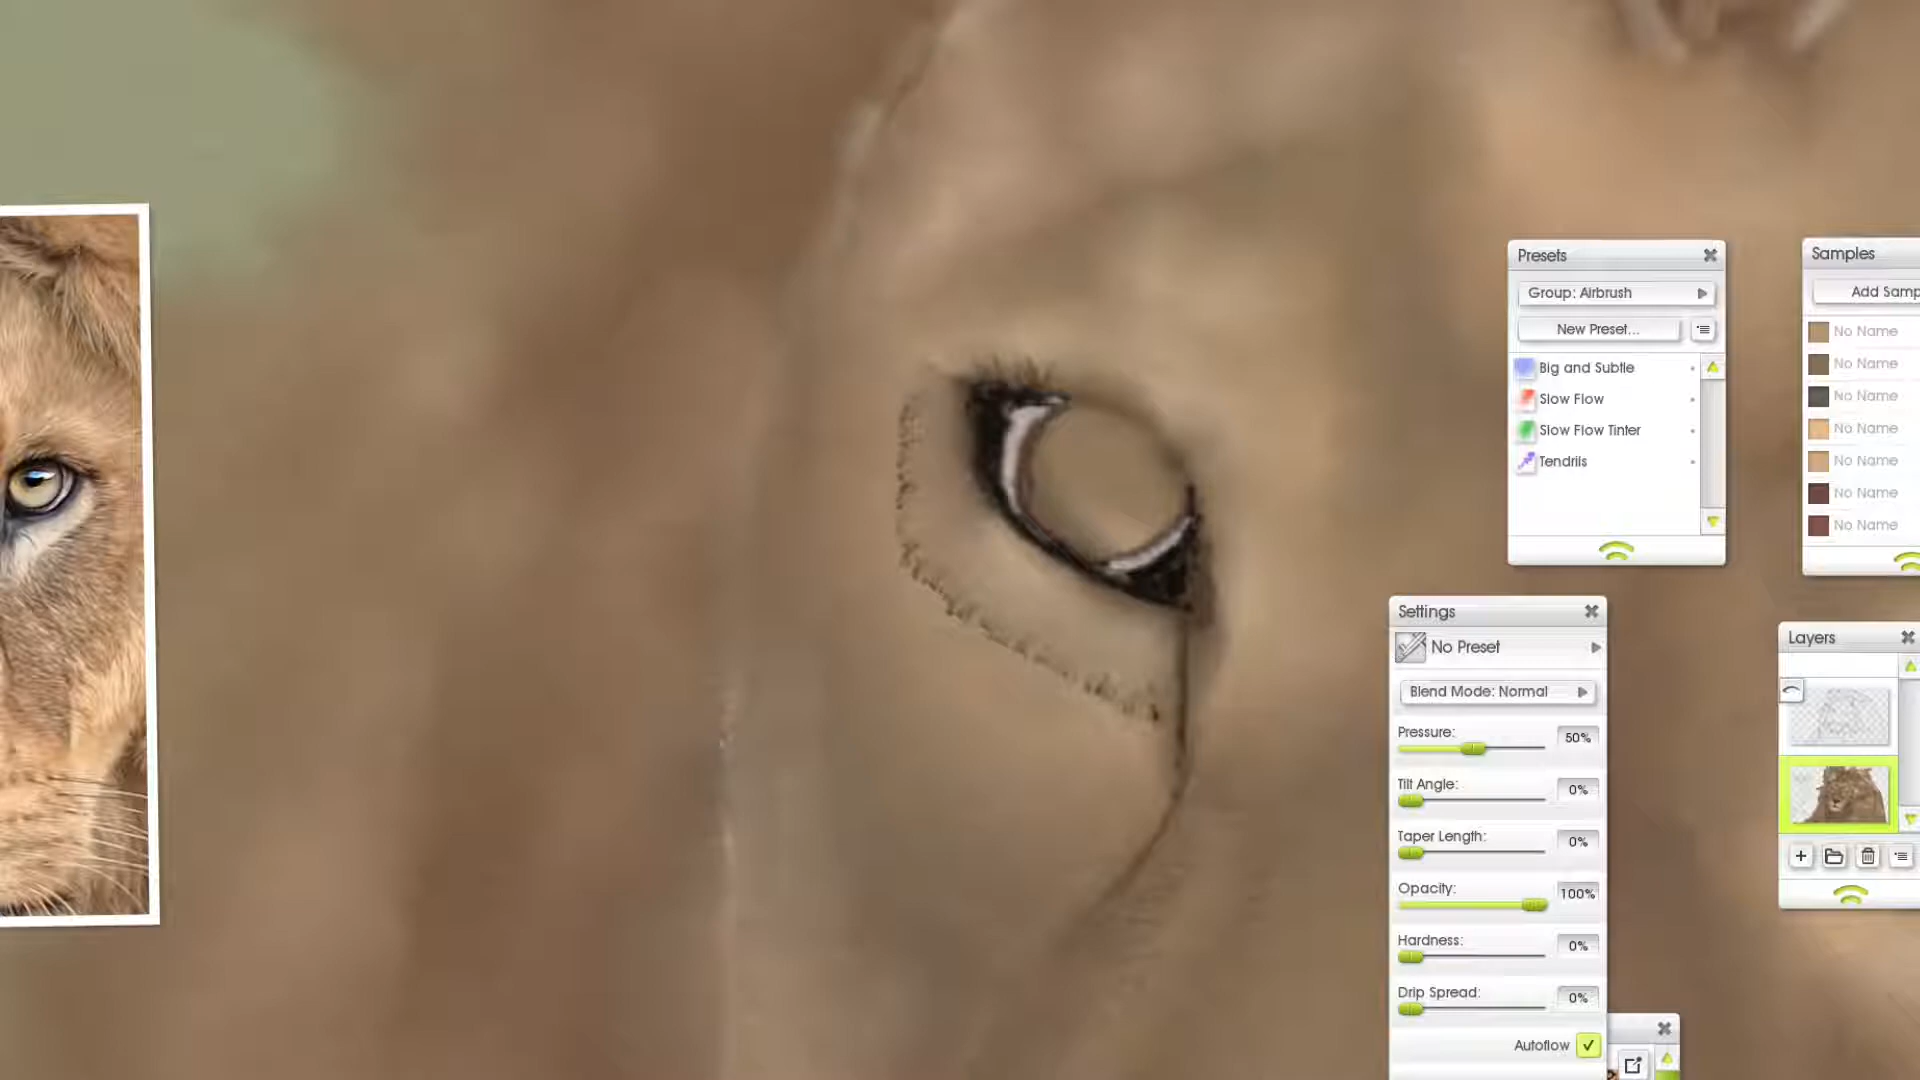 Presets
Group: Airbrush
New Preset...
Big and Subtle
Slow Flow
Slow Flow Tinter
Tendrils
Samples
Add Samp
No Name
No Name
No Name
No Name
No Name
No Name
No Name
Settings
No Preset
Blend Mode: Normal
Pressure:
50%
Tilt Angle:
0%
Taper Length:
0%
Opacity:
100%
Hardness:
0%
Drip Spread:
0%
Autoflow
Layers